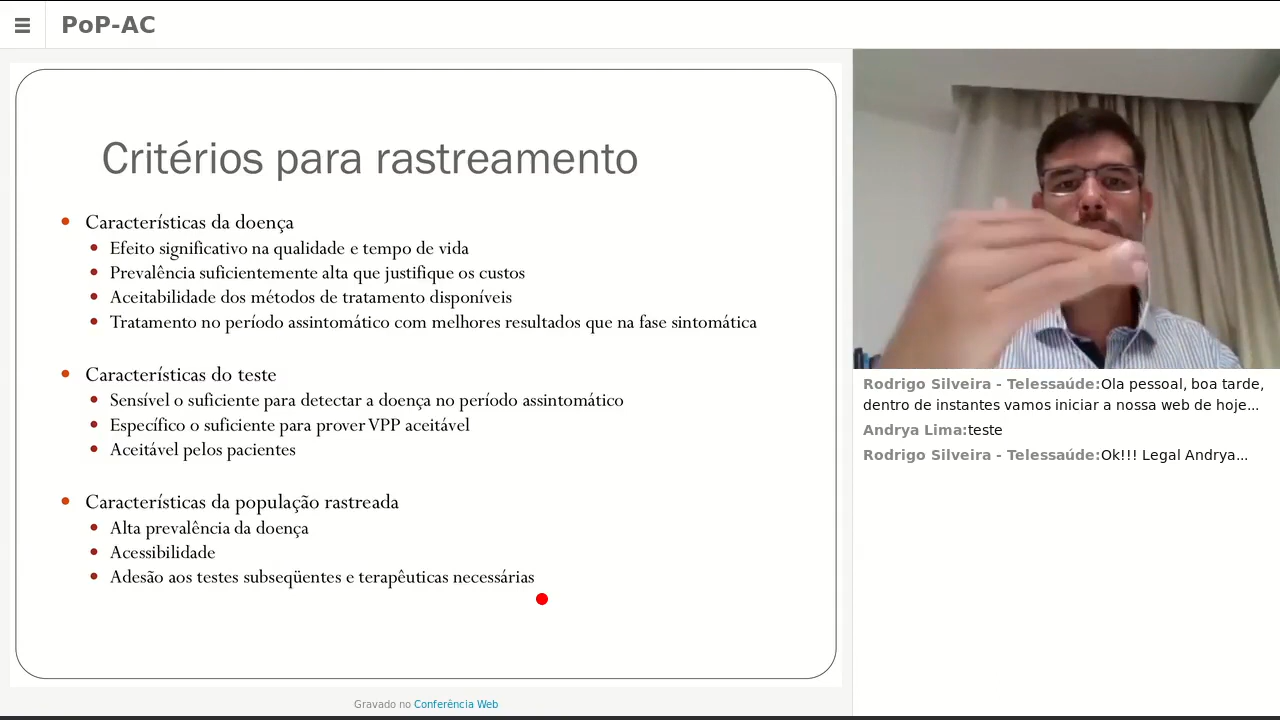 PoP-AC
Critérios para rastreamento
Características da doença
Efeito significativo na qualidade e tempo de vida
Prevalência suficientemente alta que justifique os custos
Aceitabilidade dos métodos de tratamento disponíveis
Tratamento no período assintomático com melhores resultados que na fase sintomática
Características do teste
Sensível o suficiente para detectar a doença no período assintomático
Específico o suficiente para prover VPP aceitável
Aceitável pelos pacientes
Características da população rastreada
Alta prevalência da doença
Acessibilidade
Adesão aos testes subseqüentes e terapêuticas necessárias
Gravado no Conferência Web
Rodrigo Silveira - Telessaúde:Ola pessoal, boa tarde,
dentro de instantes vamos iniciar a nossa web de hoje...
Andrya Lima:teste
Rodrigo Silveira - Telessaúde:Ok!!! Legal Andrya...